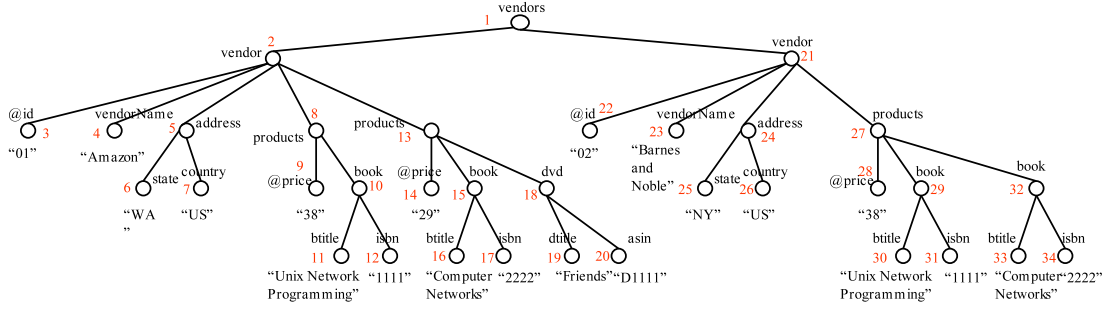 vendors
1
2
vendor
vendor
21
@id
3
"01"
vendorName
4
"Amazon"
5
address
8
products
products
13
@id
22
"02"
vendorName
23
"Barnes
and
Noble"
address
24
products
27
6
state
"WA
"
country
7
"US"
9
@price
"38"
book
10
@price
14
"29"
book
15
dvd
18
25
state
"NY"
country
26
"US"
28
@price
"38"
book
29
book
32
btitle
11
"Unix Network
Programming"
isbn
12
"1111"
btitle
16
"Computer
Networks"
isbn
17
"2222"
dtitle
19
"Friends"
asin
20
"D1111"
btitle
30
"Unix Network
Programming"
isbn
31
"1111"
btitle
33
"Computer
Networks"
isbn
34
"2222"